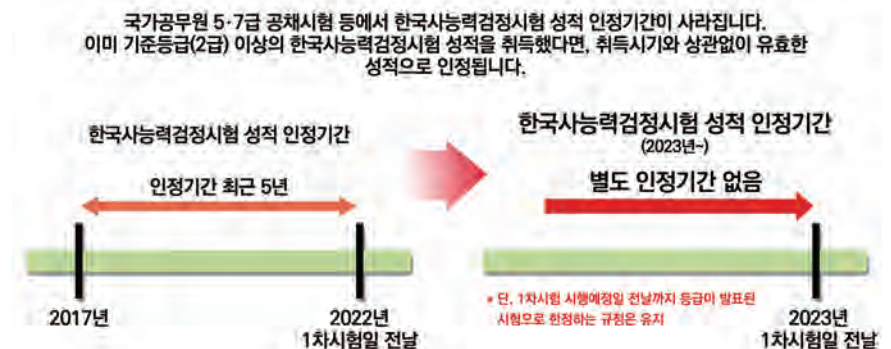 국가공무원 5·7급 공채시험 등에서 한국사능력검정시험 성적 인정기간이 사라집니다.
이미 기준등급(2급) 이상의 한국사능력검정시험 성적을 취득했다면, 취득시기와 상관없이 유효한
성적으로 인정됩니다.
한국사능력검정시험 성적 인정기간
인정기간 최근 5년
2017년
2022년
1차시험일 전날
한국사능력검정시험 성적 인정기간
(2023년~)
별도 인정기간 없음
* 단, 1차시험 시행예정일 전날까지 등급이 발표된
시험으로 한정하는 규정은 유지
2023년
1차시험일 전날